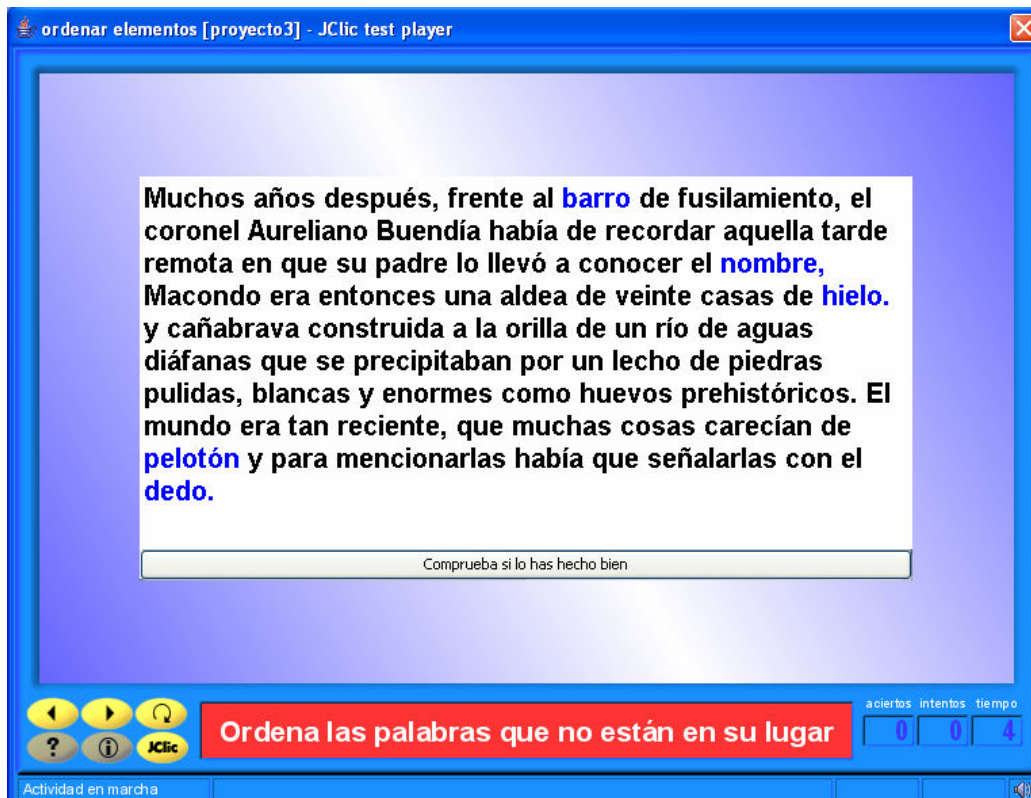 ordenar elementos [proyecto3] - JClic test player
Muchos años después, frente al barro de fusilamiento, el
coronel Aureliano Buendía había de recordar aquella tarde
remota en que su padre lo llevó a conocer el nombre,
Macondo era entonces una aldea de veinte casas de hielo.
y cañabrava construida a la orilla de un río de aguas
diáfanas que se precipitaban por un lecho de piedras
pulidas, blancas y enormes como huevos prehistóricos. El
mundo era tan reciente, que muchas cosas carecían de
pelotón y para mencionarlas había que señalarlas con el
dedo.
Comprueba si lo has hecho bien
aciertos intentos tiempo
0 0 4
Ordena las palabras que no están en su lugar
? i JClic
Actividad en marcha